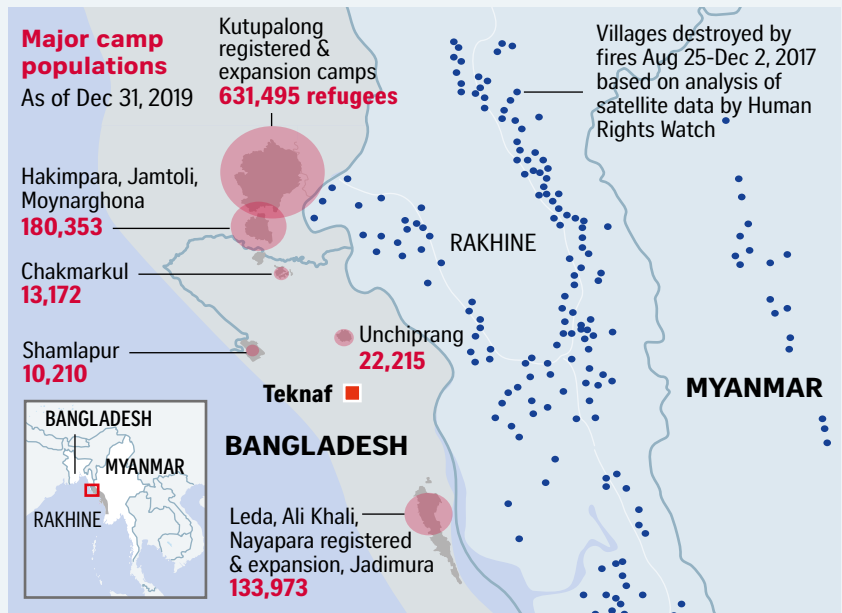 Major camp
populations
As of Dec 31, 2019
Kutupalong
registered &
expansion camps
631,495 refugees
Villages destroyed by
fires Aug 25-Dec 2, 2017
based on analysis of
satellite data by Human
Rights Watch
Hakimpara, Jamtoli,
Moynarghona
180,353
RAKHINE
Chakmarkul
13,172
Shamlapur
10,210
Unchiprang
22,215
Teknaf
MYANMAR
BANGLADESH
BANGLADESH
MYANMAR
RAKHINE
Leda, Ali Khali,
Nayapara registered
& expansion, Jadimura
133,973